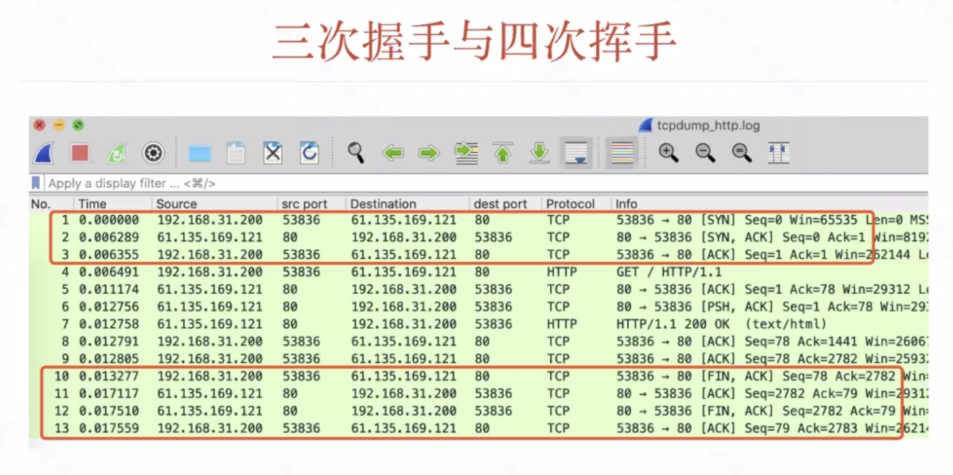 三次握手与四次挥手
tcpdump_http.log
Apply a display filter ... <⌘/>
No. Time Source src port Destination dest port Protocol Info
1 0.000000 192.168.31.200 53836 61.135.169.121 80 TCP 53836 → 80 [SYN] Seq=0 Win=65535 Len=0 MSS
2 0.006289 61.135.169.121 80 192.168.31.200 53836 TCP 80 → 53836 [SYN, ACK] Seq=0 Ack=1 Win=8192
3 0.006355 192.168.31.200 53836 61.135.169.121 80 TCP 53836 → 80 [ACK] Seq=1 Ack=1 Win=262144 Le
4 0.006491 192.168.31.200 53836 61.135.169.121 80 HTTP GET / HTTP/1.1
5 0.011174 61.135.169.121 80 192.168.31.200 53836 TCP 80 → 53836 [ACK] Seq=1 Ack=78 Win=29312 L
6 0.012756 61.135.169.121 80 192.168.31.200 53836 TCP 80 → 53836 [PSH, ACK] Seq=1 Ack=78 Win=293
7 0.012758 61.135.169.121 80 192.168.31.200 53836 HTTP HTTP/1.1 200 OK (text/html)
8 0.012791 192.168.31.200 53836 61.135.169.121 80 TCP 53836 → 80 [ACK] Seq=78 Ack=1441 Win=26067
9 0.012805 192.168.31.200 53836 61.135.169.121 80 TCP 53836 → 80 [ACK] Seq=78 Ack=2782 Win=25932
10 0.013277 192.168.31.200 53836 61.135.169.121 80 TCP 53836 → 80 [FIN, ACK] Seq=78 Ack=2782 Win=
11 0.017117 61.135.169.121 80 192.168.31.200 53836 TCP 80 → 53836 [ACK] Seq=2782 Ack=79 Win=29312
12 0.017510 61.135.169.121 80 192.168.31.200 53836 TCP 80 → 53836 [FIN, ACK] Seq=2782 Ack=79 Win=
13 0.017559 192.168.31.200 53836 61.135.169.121 80 TCP 53836 → 80 [ACK] Seq=79 Ack=2783 Win=26214